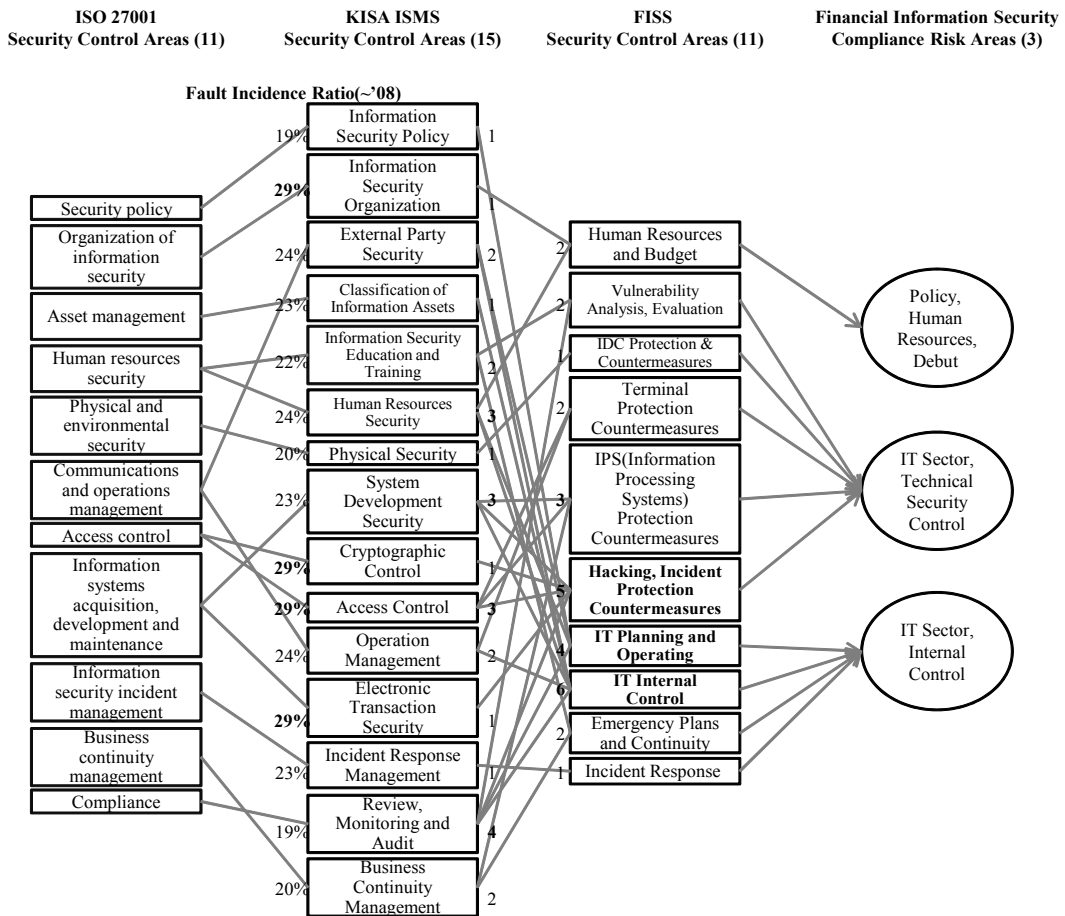 ISO 27001
Security Control Areas (11)
KISA ISMS
Security Control Areas (15)
FISS
Security Control Areas (11)
Financial Information Security
Compliance Risk Areas (3)
Fault Incidence Ratio(~'08)
Security policy
Organization of
information
security
Asset management
Human resources
security
Physical and
environmental
security
Communications
and operations
management
Access control
Information
systems
acquisition,
development and
maintenance
Information
security incident
management
Business
continuity
management
Compliance
19%
Information
Security Policy
1
29%
Information
Security
Organization
1
24%
External Party
Security
2
23%
Classification of
Information Assets
1
22%
Information Security
Education and
Training
2
24%
Human Resources
Security
3
20%
Physical Security
1
23%
System
Development
Security
3
29%
Cryptographic
Control
1
29%
Access Control
3
24%
Operation
Management
2
29%
Electronic
Transaction
Security
1
23%
Incident Response
Management
1
19%
Review,
Monitoring and
Audit
4
20%
Business
Continuity
Management
2
2
Human Resources
and Budget
2
Vulnerability
Analysis, Evaluation
1
IDC Protection &
Countermeasures
2
Terminal
Protection
Countermeasures
3
IPS(Information
Processing
Systems)
Protection
Countermeasures
5
Hacking, Incident
Protection
Countermeasures
4
IT Planning and
Operating
6
IT Internal
Control
2
Emergency Plans
and Continuity
1
Incident Response
Policy,
Human
Resources,
Debut
IT Sector,
Technical
Security
Control
IT Sector,
Internal
Control